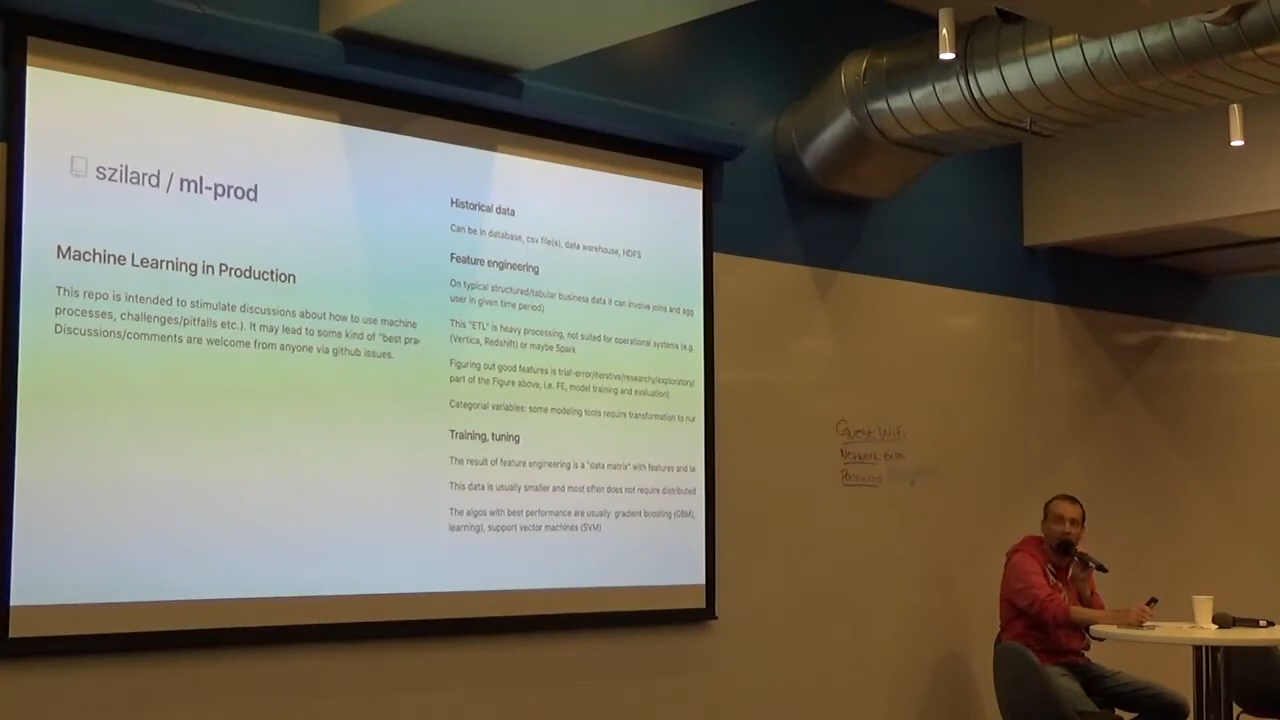 szilard / ml-prod
Machine Learning in Production
This repo is intended to stimulate discussions about how to use machine
processes, challenges/pitfalls etc.). It may lead to some kind of "best pra
Discussions/comments are welcome from anyone via github issues.
Historical data
Can be in database, csv file(s), data warehouse, HDFS
Feature engineering
On typical structured/tabular business data it can involve joins and agg
user in given time period)
This "ETL" is heavy processing, not suited for operational systems (e.g.
(Vertica, Redshift) or maybe Spark
Figuring out good features is trial-error/iterative/researchy/exploratory/
part of the Figure above, i.e. FE, model training and evaluation)
Categorial variables: some modeling tools require transformation to nur
Training, tuning
The result of feature engineering is a "data matrix" with features and lal
This data is usually smaller and most often does not require distributed
The algos with best performance are usually: gradient boosting (GBM),
learning), support vector machines (SVM)
Guest Wifi
Network
Password